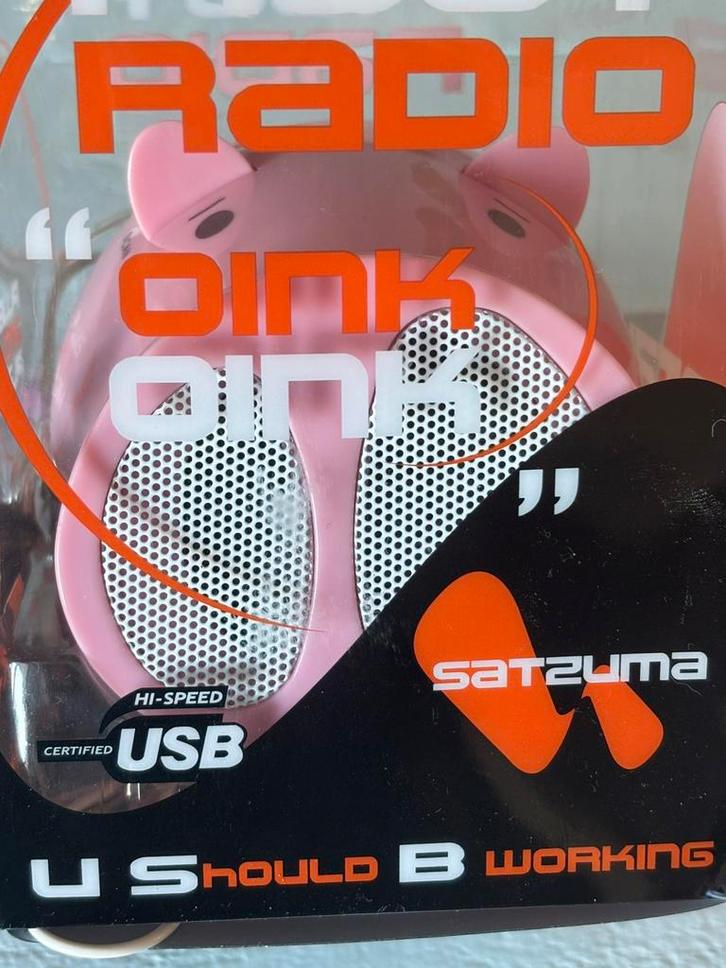 RADIO
“OINK
OINK”
SATZUMA
HI-SPEED
CERTIFIED USB
U SHOULD B WORKING